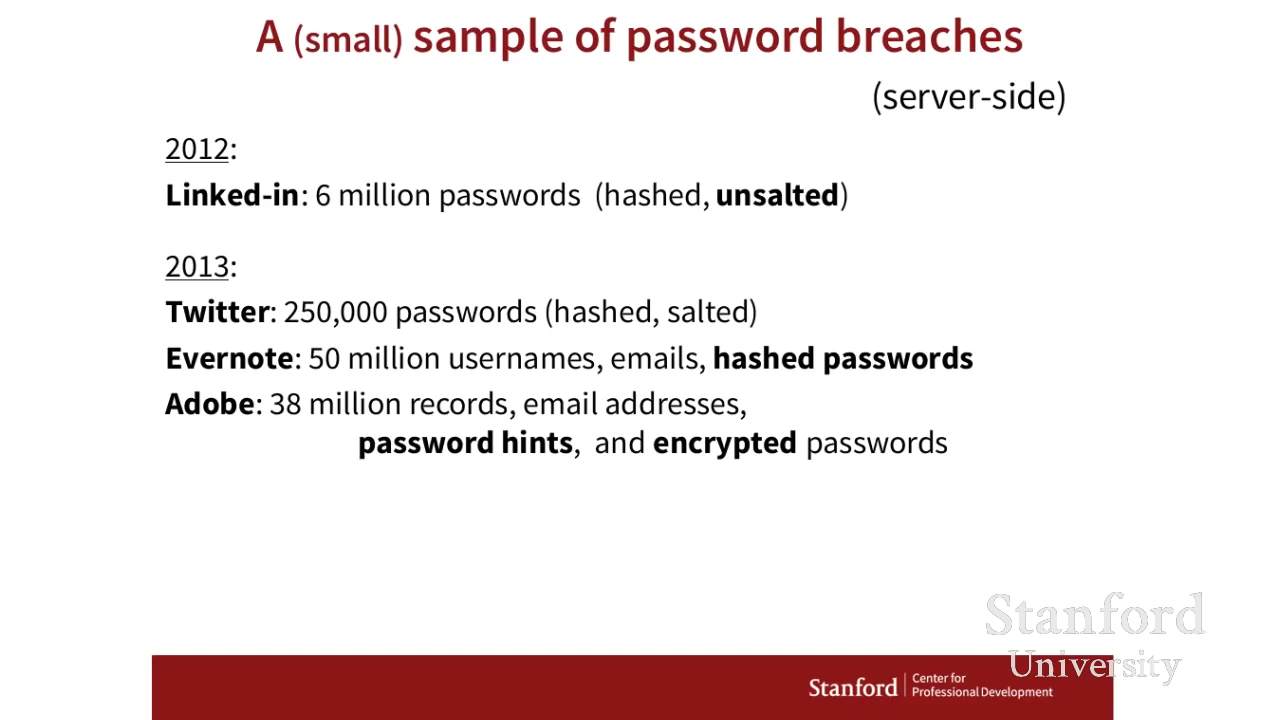 A (small) sample of password breaches
(server-side)
2012:
Linked-in: 6 million passwords (hashed, unsalted)
2013:
Twitter: 250,000 passwords (hashed, salted)
Evernote: 50 million usernames, emails, hashed passwords
Adobe: 38 million records, email addresses,
password hints, and encrypted passwords
Stanford
University
Stanford
Center for
Professional Development